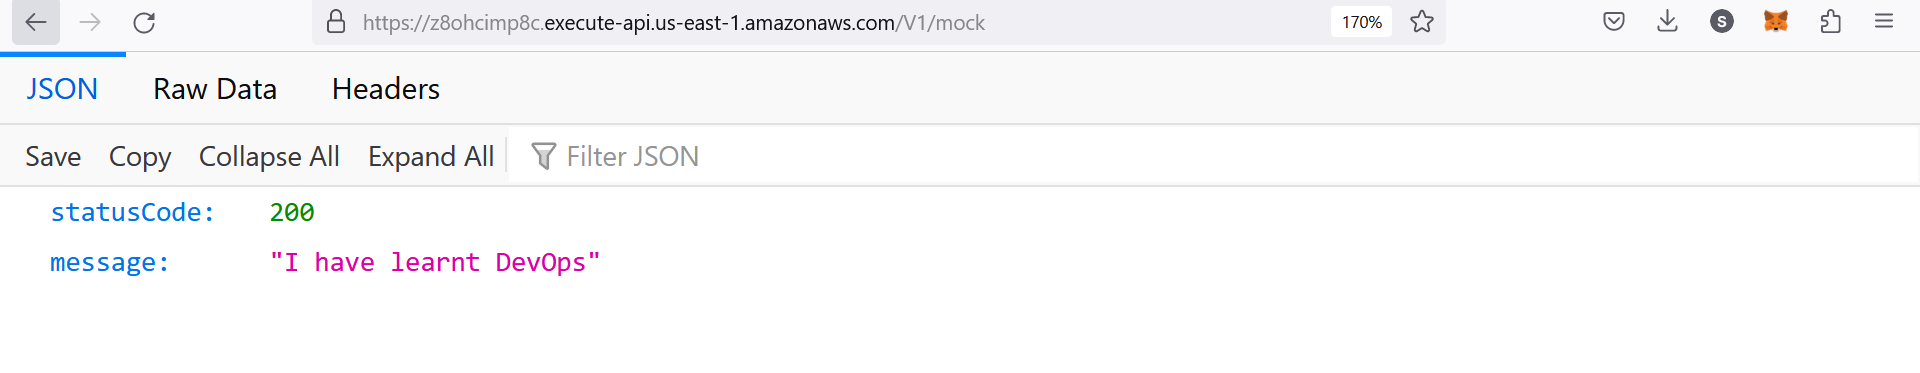 https://z8ohcimp8c.execute-api.us-east-1.amazonaws.com/V1/mock 170% S
JSON Raw Data Headers
Save Copy Collapse All Expand All Filter JSON
statusCode: 200
message: "I have learnt DevOps"